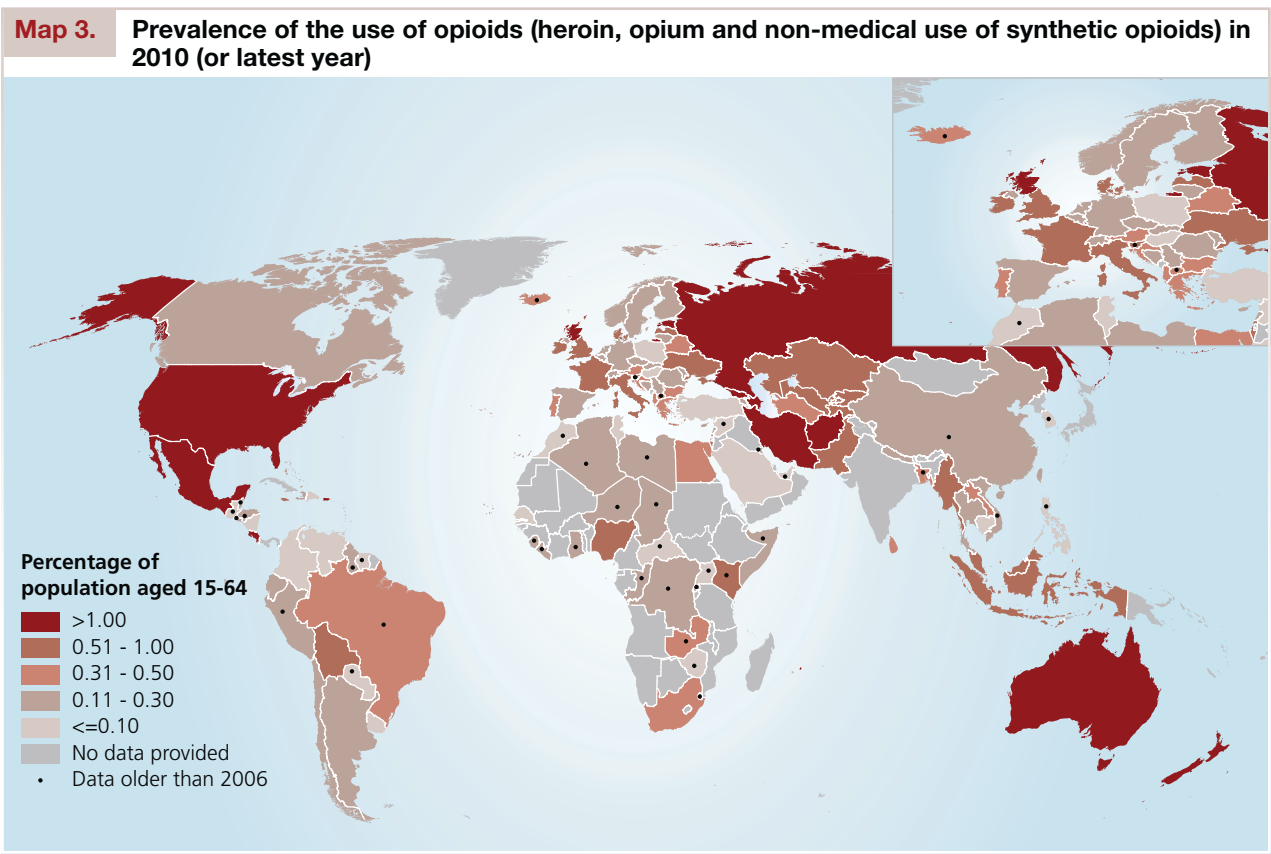 Map 3.
Prevalence of the use of opioids (heroin, opium and non-medical use of synthetic opioids) in
2010 (or latest year)
Percentage of
population aged 15-64
>1.00
0.51 - 1.00
0.31 - 0.50
0.11 - 0.30
<=0.10
No data provided
Data older than 2006